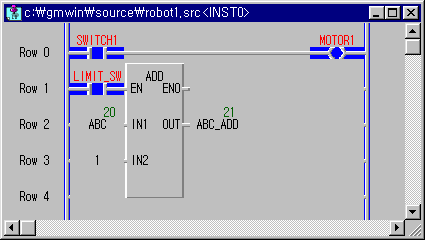 c:₩gmwin₩source₩robot1.src<INST0>
SWITCH1 MOTOR1
Row 0
LIMIT_SW ADD
Row 1 EN ENO
20 21
Row 2 ABC IN1 OUT ABC_ADD
Row 3 1 IN2
Row 4